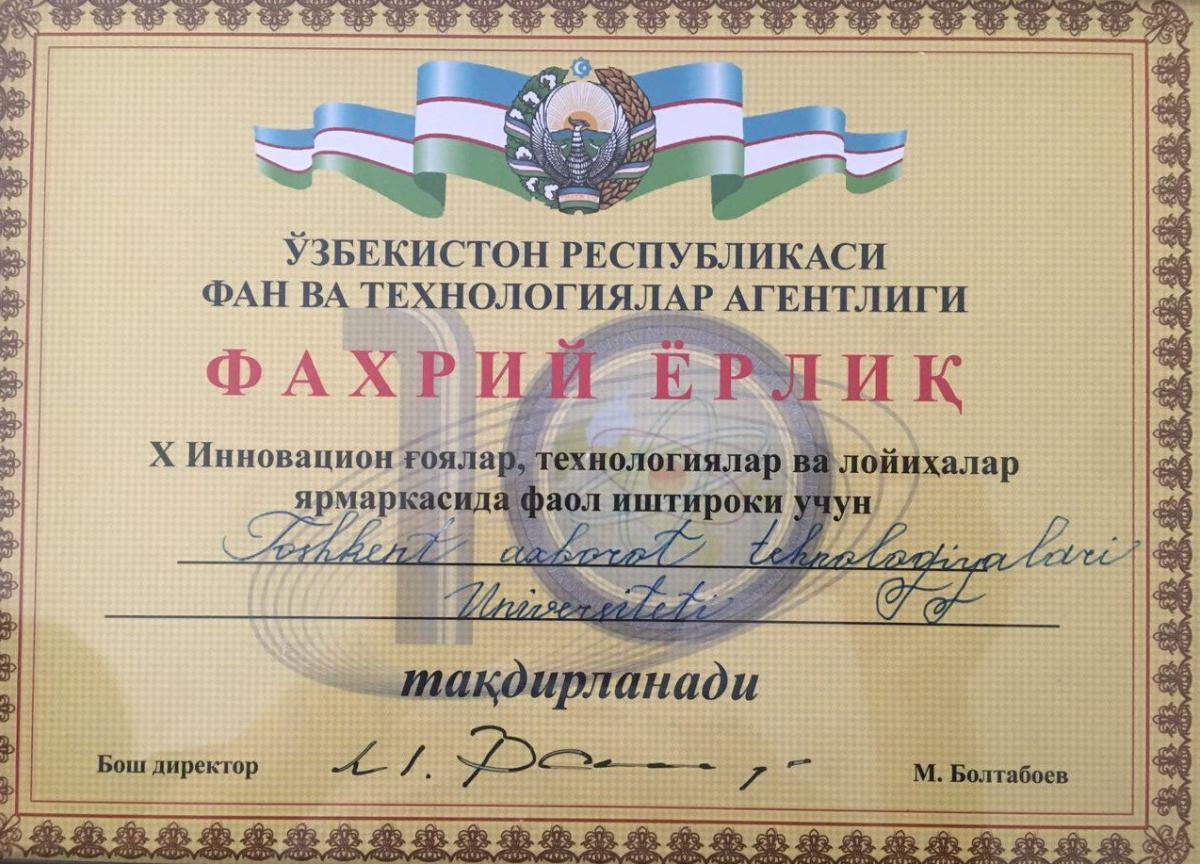 ЎЗБЕКИСТОН РЕСПУБЛИКАСИ
ФАН ВА ТЕХНОЛОГИЯЛАР АГЕНТЛИГИ
ФАХРИЙ ЁРЛИҚ
X Инновацион ғоялар, технологиялар ва лойиҳалар
ярмаркасида фаол иштироки учун
Toshkent axborot tehnologiyalari
Universiteti
тақдирланади
Бош директор
М. Болтабоев